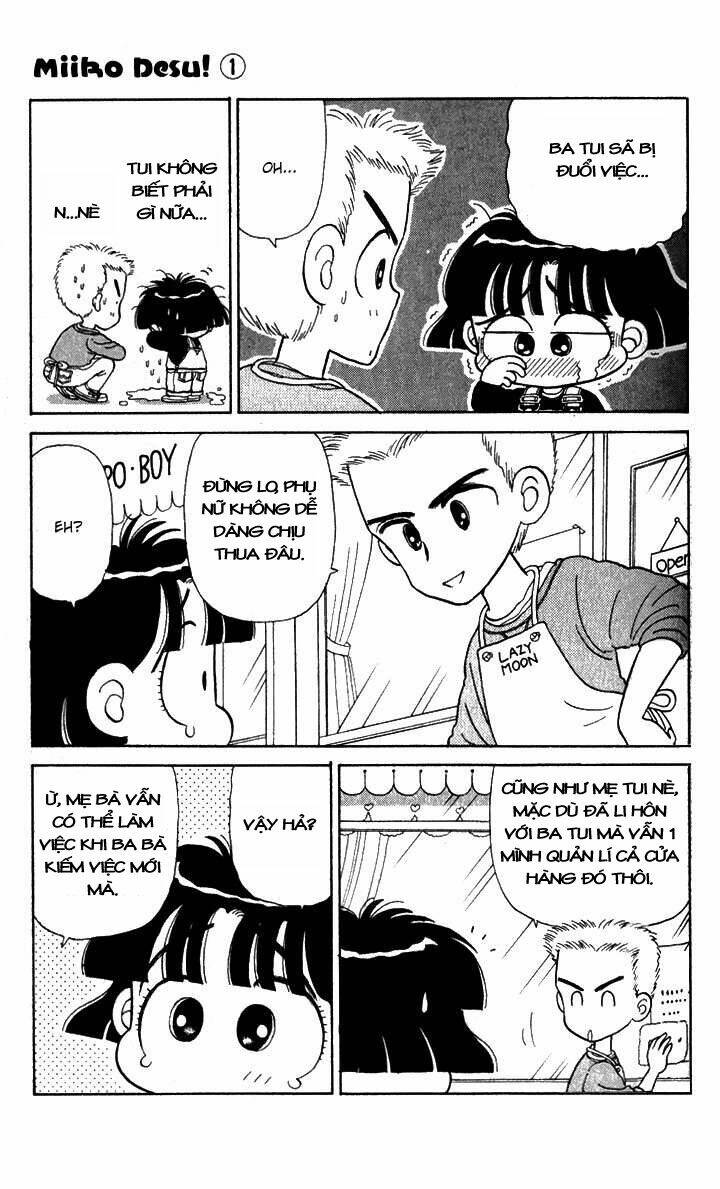 Miiko Desu! ①
BA TUI SÃ BỊ
ĐUỔI VIỆC...
OH...
TUI KHÔNG
BIẾT PHẢI
GÌ NỮA...
N...NÈ
PO·BOY
ĐỪNG LO, PHỤ
NỮ KHÔNG DỄ
DÀNG CHỊU
THUA ĐÂU.
EH?
Open
LAZY
MOON
CŨNG NHƯ MẸ TUI NÈ,
MẶC DÙ ĐÃ LI HÔN
VỚI BA TUI MÀ VẪN 1
MÌNH QUẢN LÍ CẢ CỬA
HÀNG ĐÓ THÔI.
VẬY HẢ?
Ừ, MẸ BÀ VẪN
CÓ THỂ LÀM
VIỆC KHI BA BÀ
KIẾM VIỆC MỚI
MÀ.